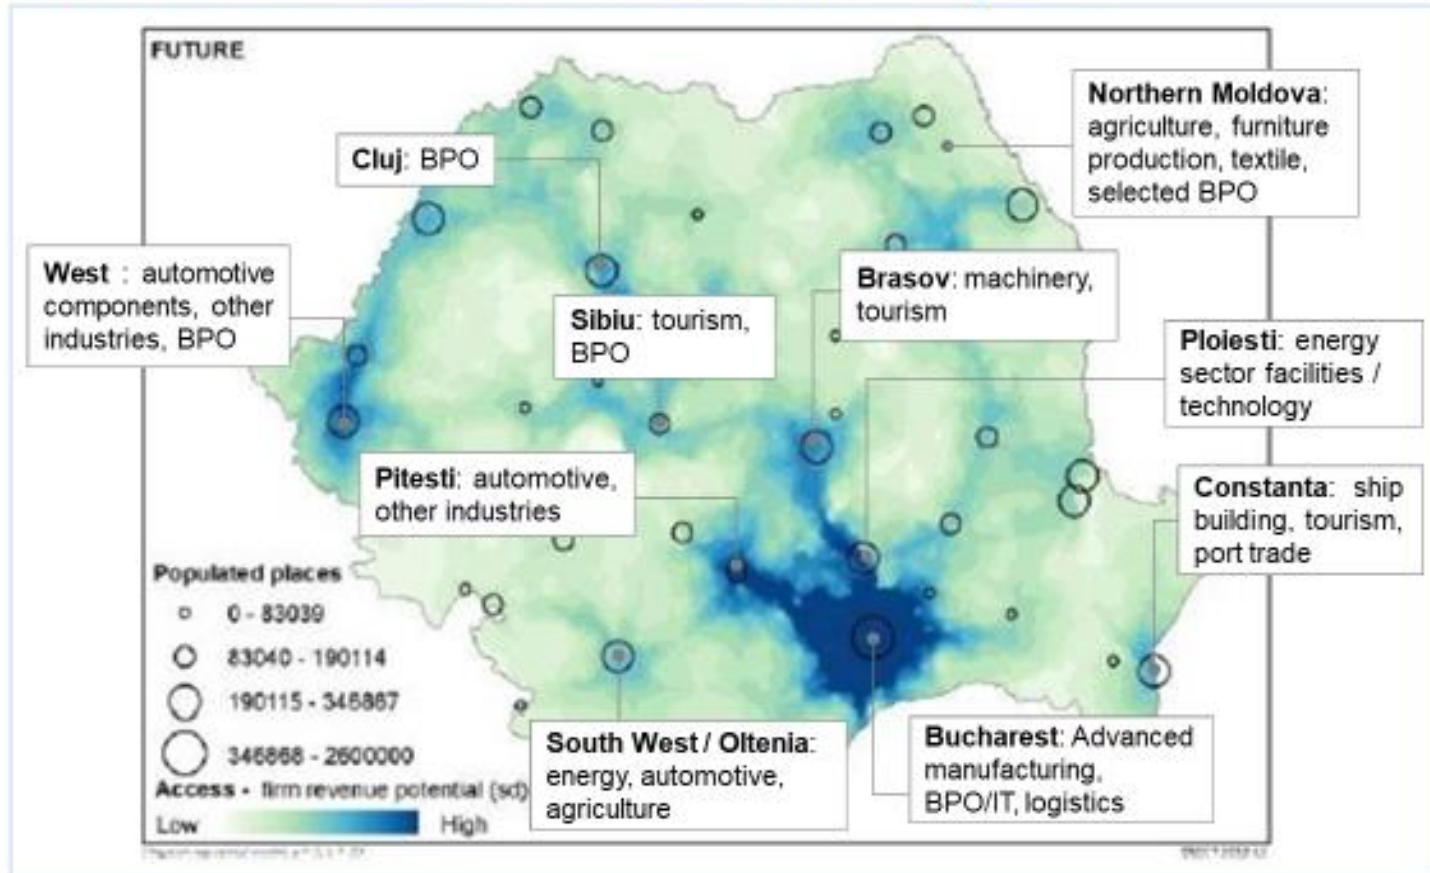 FUTURE
Northern Moldova:
agriculture, furniture
production, textile,
selected BPO
Cluj: BPO
West : automotive
components, other
industries, BPO
Sibiu: tourism,
BPO
Brasov: machinery,
tourism
Ploiesti: energy
sector facilities /
technology
Pitesti: automotive,
other industries
Constanta: ship
building, tourism,
port trade
South West / Oltenia:
energy, automotive,
agriculture
Bucharest: Advanced
manufacturing,
BPO/IT, logistics
Populated places
0 - 83039
83040 - 190114
190115 - 346867
346868 - 2600000
Access - firm revenue potential (sd)
Low High